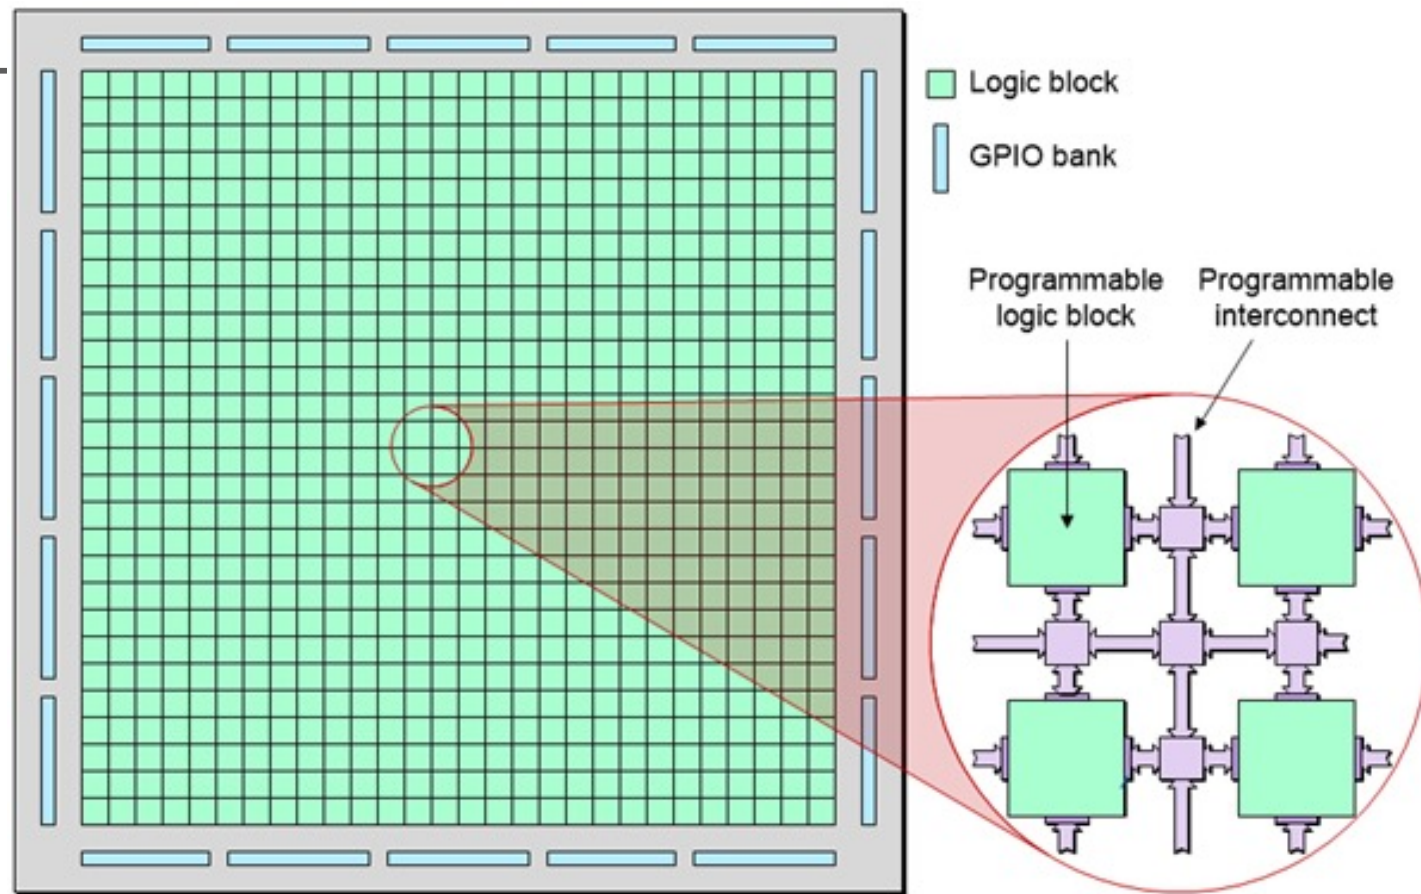 Logic block
GPIO bank
Programmable
logic block
Programmable
interconnect